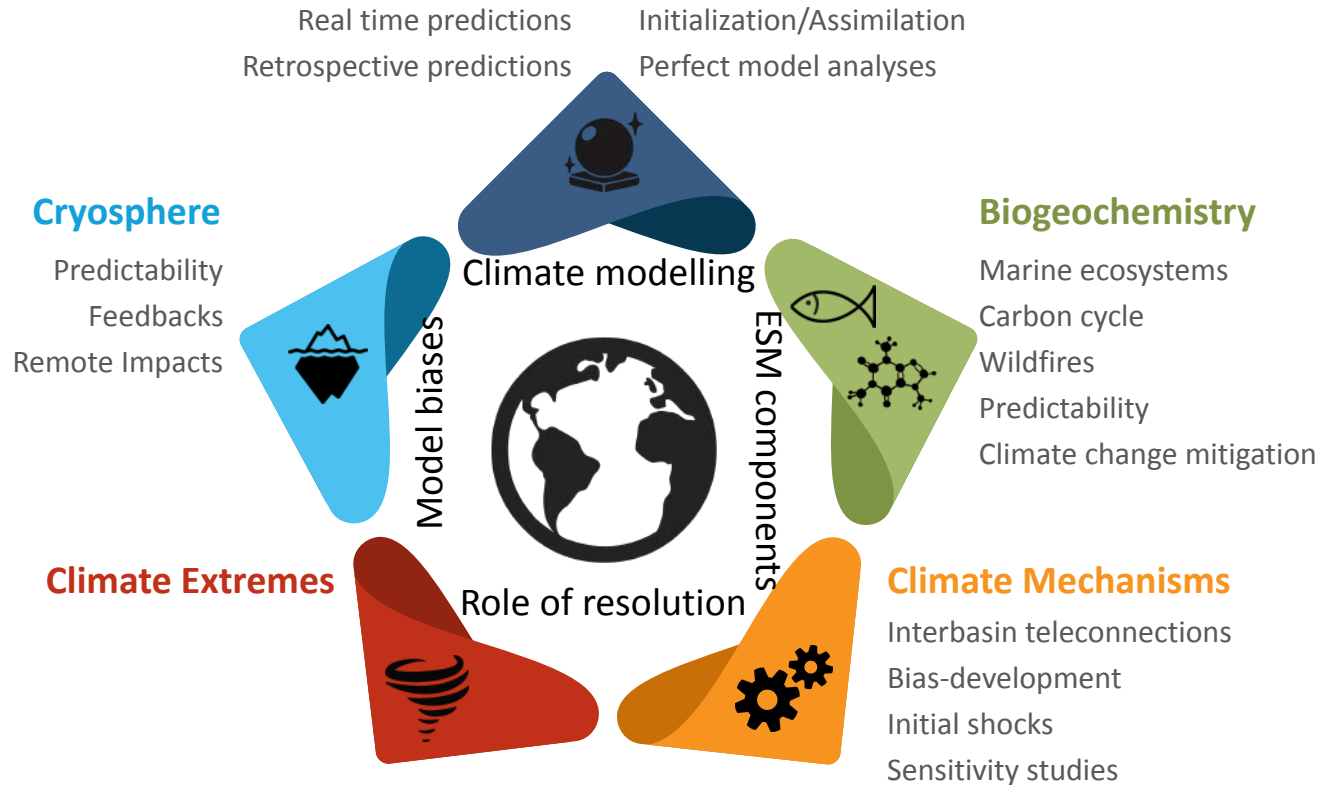 Real time predictions
Retrospective predictions
Initialization/Assimilation
Perfect model analyses
Cryosphere
Predictability
Feedbacks
Remote Impacts
Biogeochemistry
Marine ecosystems
Carbon cycle
Wildfires
Predictability
Climate change mitigation
Climate modelling
Model biases
ESM components
Role of resolution
Climate Extremes
Climate Mechanisms
Interbasin teleconnections
Bias-development
Initial shocks
Sensitivity studies